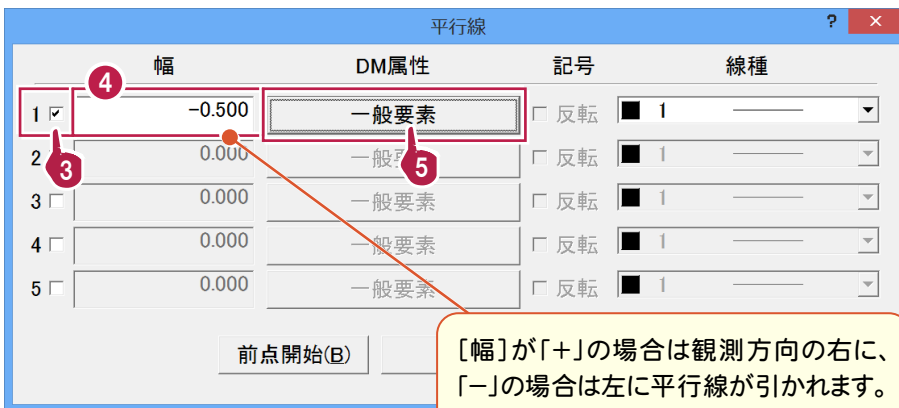 平行線 ? ×
幅 DM属性 記号 線種
4
1 -0.500 一般要素 反転 1
2 0.000 一般要素 反転 1
3 5
3 0.000 一般要素 反転 1
4 0.000 一般要素 反転 1
5 0.000 一般要素 反転 1
前点開始(B)
[幅]が「+」の場合は観測方向の右に、
「−」の場合は左に平行線が引かれます。